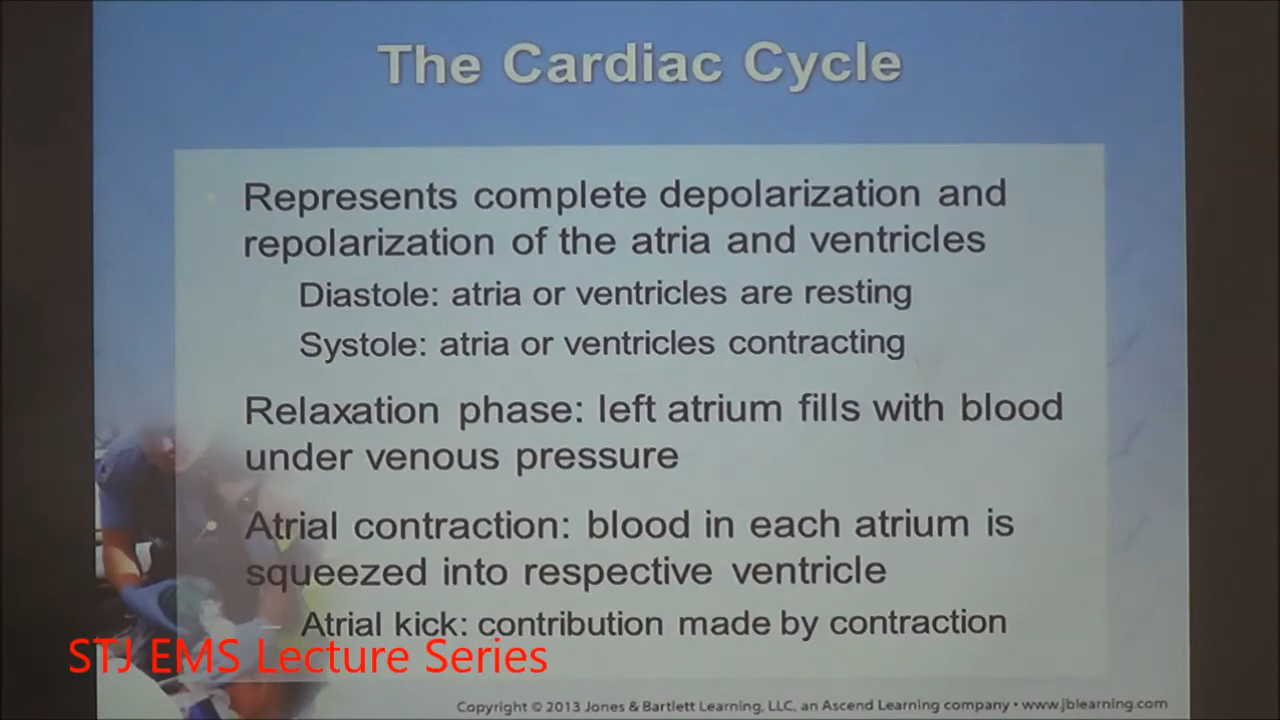 The Cardiac Cycle
Represents complete depolarization and
repolarization of the atria and ventricles
Diastole: atria or ventricles are resting
Systole: atria or ventricles contracting
Relaxation phase: left atrium fills with blood
under venous pressure
Atrial contraction: blood in each atrium is
squeezed into respective ventricle
Atrial kick: contribution made by contraction
STJ EMS Lecture Series
Copyright © 2013 Jones & Bartlett Learning, LLC, an Ascend Learning company • www.jblearning.com